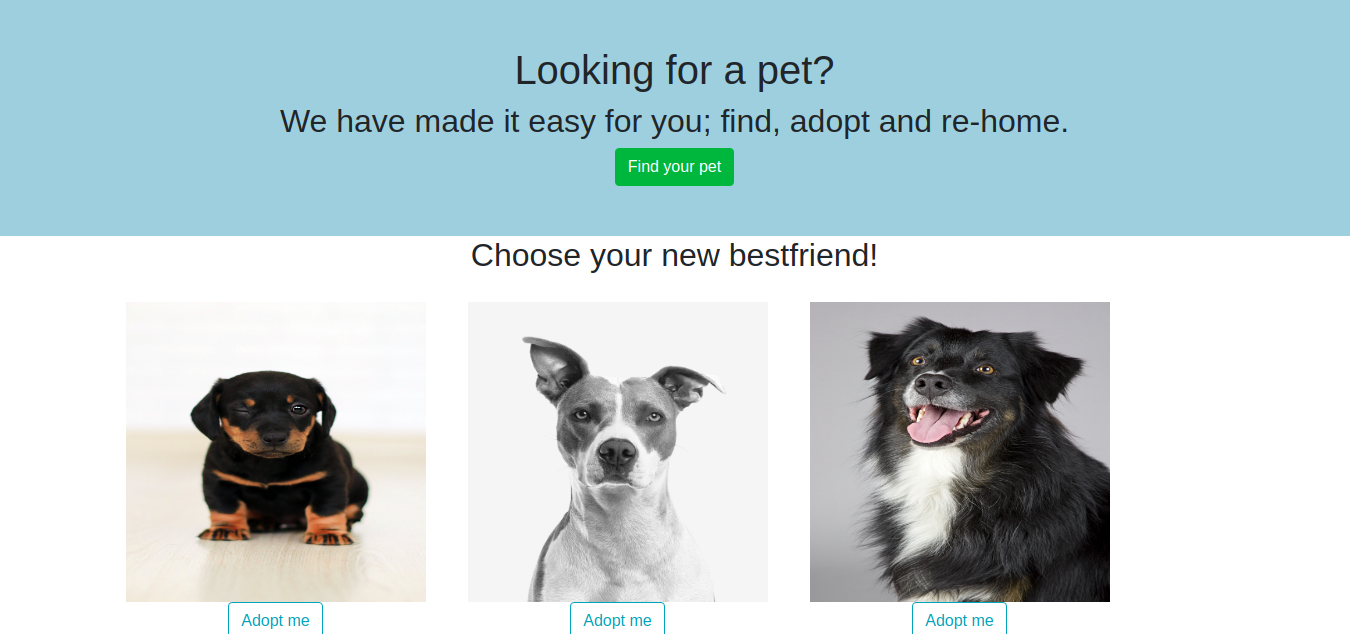 Looking for a pet?
We have made it easy for you; find, adopt and re-home.
Find your pet
Choose your new bestfriend!
Adopt me
Adopt me
Adopt me